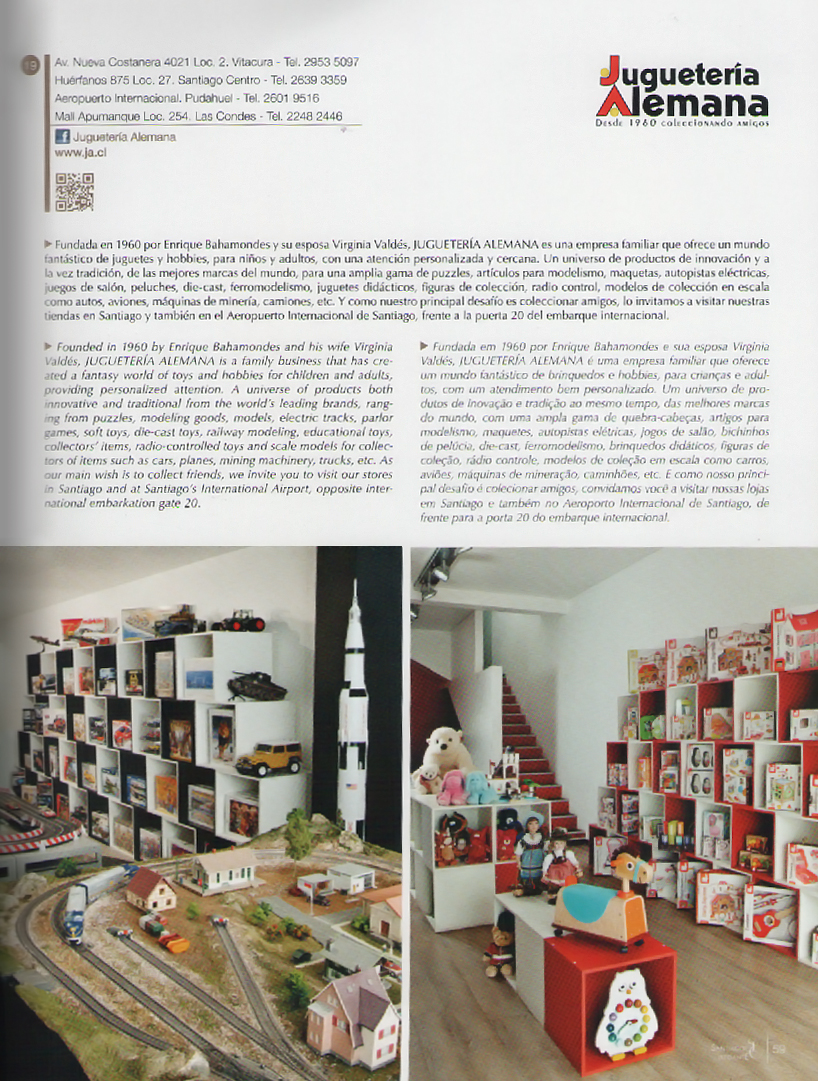 19
Av. Nueva Costanera 4021 Loc. 2. Vitacura - Tel. 2953 5097
Huérfanos 875 Loc. 27. Santiago Centro - Tel. 2639 3359
Aeropuerto Internacional. Pudahuel - Tel. 2601 9516
Mall Apumanque Loc. 254. Las Condes - Tel. 2248 2446
Juguetería Alemana
www.ja.cl
Juguetería
Alemana
Desde 1960 coleccionando amigos
Fundada en 1960 por Enrique Bahamondes y su esposa Virginia Valdés, JUGUETERÍA ALEMANA es una empresa familiar que ofrece un mundo
fantástico de juguetes y hobbies, para niños y adultos, con una atención personalizada y cercana. Un universo de productos de innovación y a
la vez tradición, de las mejores marcas del mundo, para una amplia gama de puzzles, artículos para modelismo, maquetas, autopistas eléctricas,
juegos de salón, peluches, die-cast, ferromodelismo, juguetes didácticos, figuras de colección, radio control, modelos de colección en escala
como autos, aviones, máquinas de minería, camiones, etc. Y como nuestro principal desafío es coleccionar amigos, lo invitamos a visitar nuestras
tiendas en Santiago y también en el Aeropuerto Internacional de Santiago, frente a la puerta 20 del embarque internacional.
Founded in 1960 by Enrique Bahamondes and his wife Virginia
Valdés, JUGUETERÍA ALEMANA is a family business that has cre-
ated a fantasy world of toys and hobbies for children and adults,
providing personalized attention. A universe of products both
innovative and traditional from the world's leading brands, rang-
ing from puzzles, modeling goods, models, electric tracks, parlor
games, soft toys, die-cast toys, railway modeling, educational toys,
collectors' items, radio-controlled toys and scale models for collec-
tors of items such as cars, planes, mining machinery, trucks, etc. As
our main wish is to collect friends, we invite you to visit our stores
in Santiago and at Santiago's International Airport, opposite inter-
national embarkation gate 20.
Fundada em 1960 por Enrique Bahamondes e sua esposa Virginia
Valdés, JUGUETERÍA ALEMANA é uma empresa familiar que oferece
um mundo fantástico de brinquedos e hobbies, para crianças e adul-
tos, com um atendimento bem personalizado. Um universo de pro-
dutos de inovação e tradição ao mesmo tempo, das melhores marcas
do mundo, com uma ampla gama de quebra-cabeças, artigos para
modelismo, maquetes, autopistas elétricas, jogos de salão, bichinhos
de pelúcia, die-cast, ferromodelismo, brinquedos didáticos, figuras de
coleção, rádio controle, modelos de coleção em escala como carros,
aviões, máquinas de mineração, caminhões, etc. E como nosso princi-
pal desafio é colecionar amigos, convidamos você a visitar nossas lojas
em Santiago e também no Aeroporto Internacional de Santiago, de
frente para a porta 20 do embarque internacional.
59